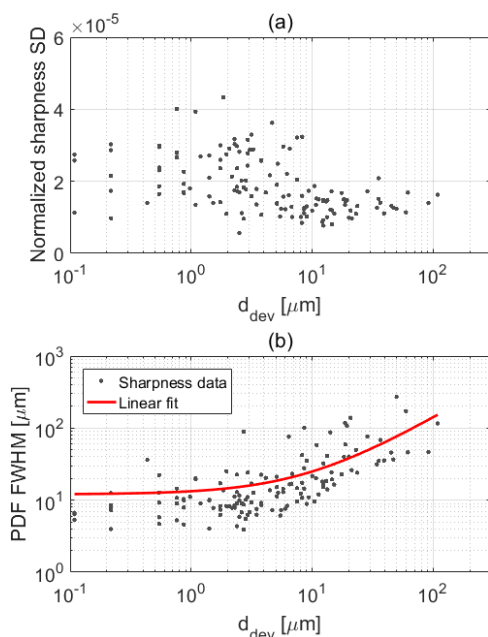 (a)
×10⁻⁵
6
4
2
0
Normalized sharpness SD
10⁻¹ 10⁰ 10¹ 10²
d_dev [μm]
(b)
10³
10²
10¹
10⁰
PDF FWHM [μm]
Sharpness data
Linear fit
10⁻¹ 10⁰ 10¹ 10²
d_dev [μm]